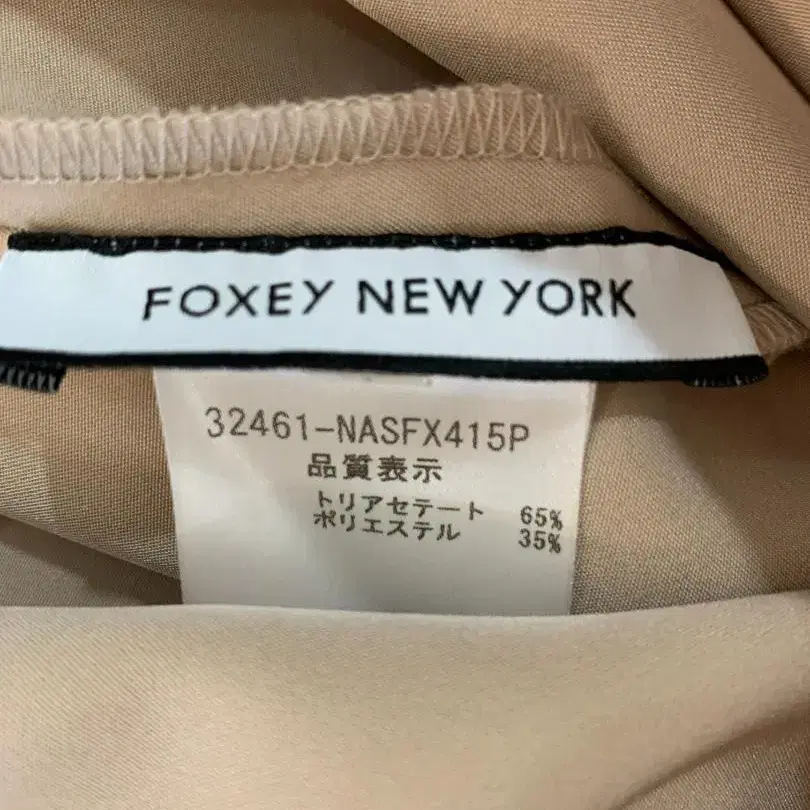 FOXEY NEW YORK
32461-NASFX415P
品質表示
トリアセテート 65%
ポリエステル 35%